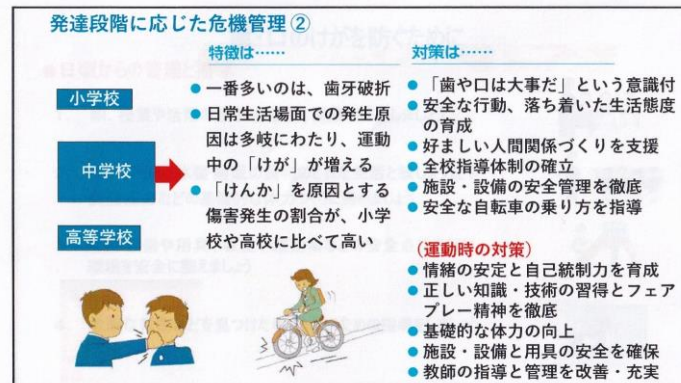 発達段階に応じた危機管理②
特徴は……
対策は……
小学校
中学校
高等学校
● 一番多いのは、歯牙破折
● 日常生活場面での発生原
因は多岐にわたり、運動
中の「けが」が増える
● 「けんか」を原因とする
傷害発生の割合が、小学
校や高校に比べて高い
● 「歯や口は大事だ」という意識付
● 安全な行動、落ち着いた生活態度
の育成
● 好ましい人間関係づくりを支援
● 全校指導体制の確立
● 施設・設備の安全管理を徹底
● 安全な自転車の乗り方を指導
(運動時の対策)
● 情緒の安定と自己統制力を育成
● 正しい知識・技術の習得とフェア
プレー精神を徹底
● 基礎的な体力の向上
● 施設・設備と用具の安全を確保
● 教師の指導と管理を改善・充実